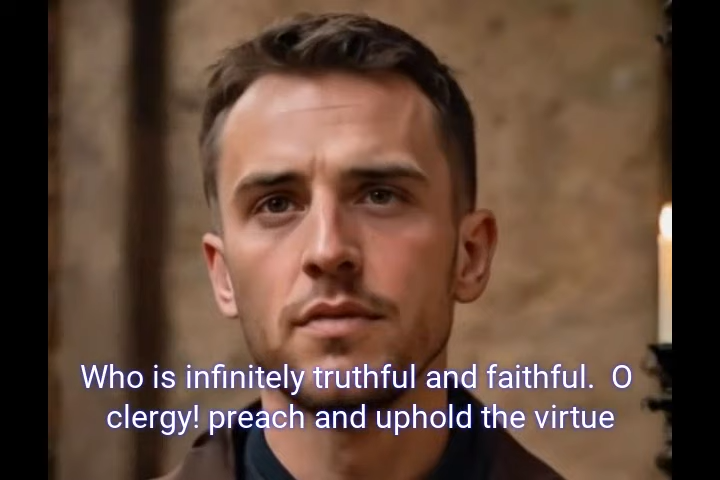 Who is infinitely truthful and faithful.  O
clergy! preach and uphold the virtue